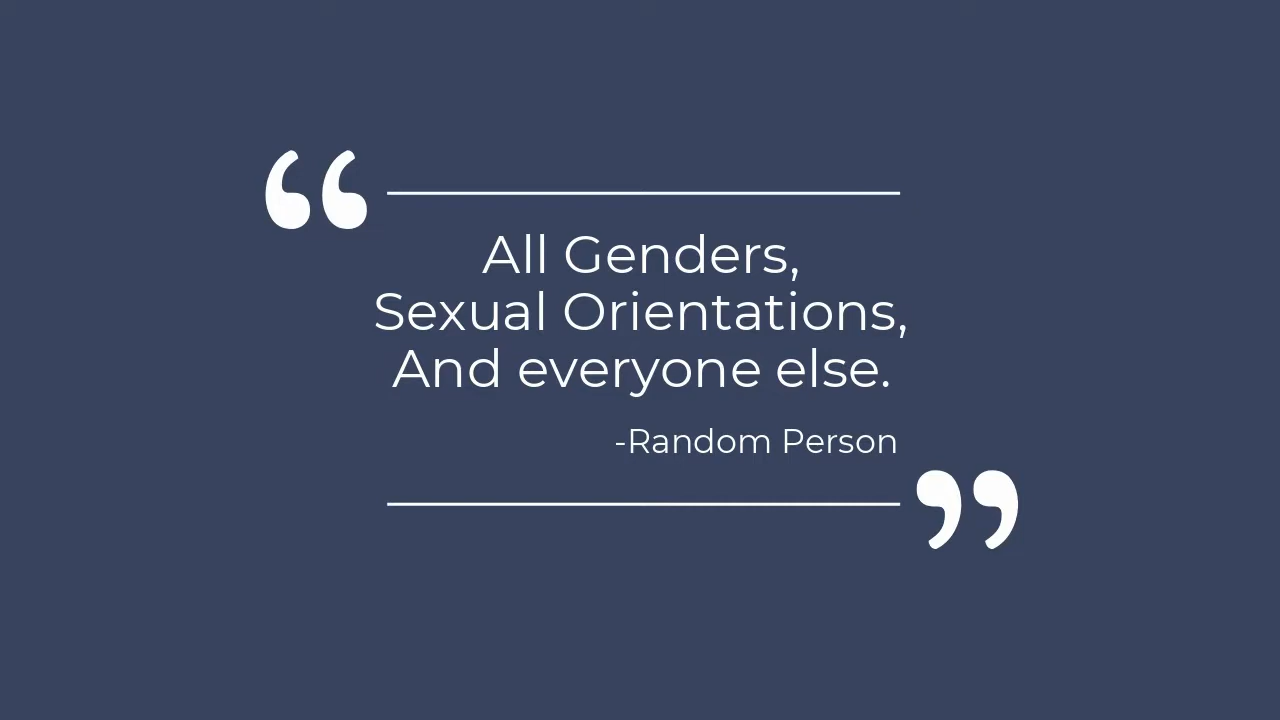 “
All Genders,
Sexual Orientations,
And everyone else.
-Random Person
”